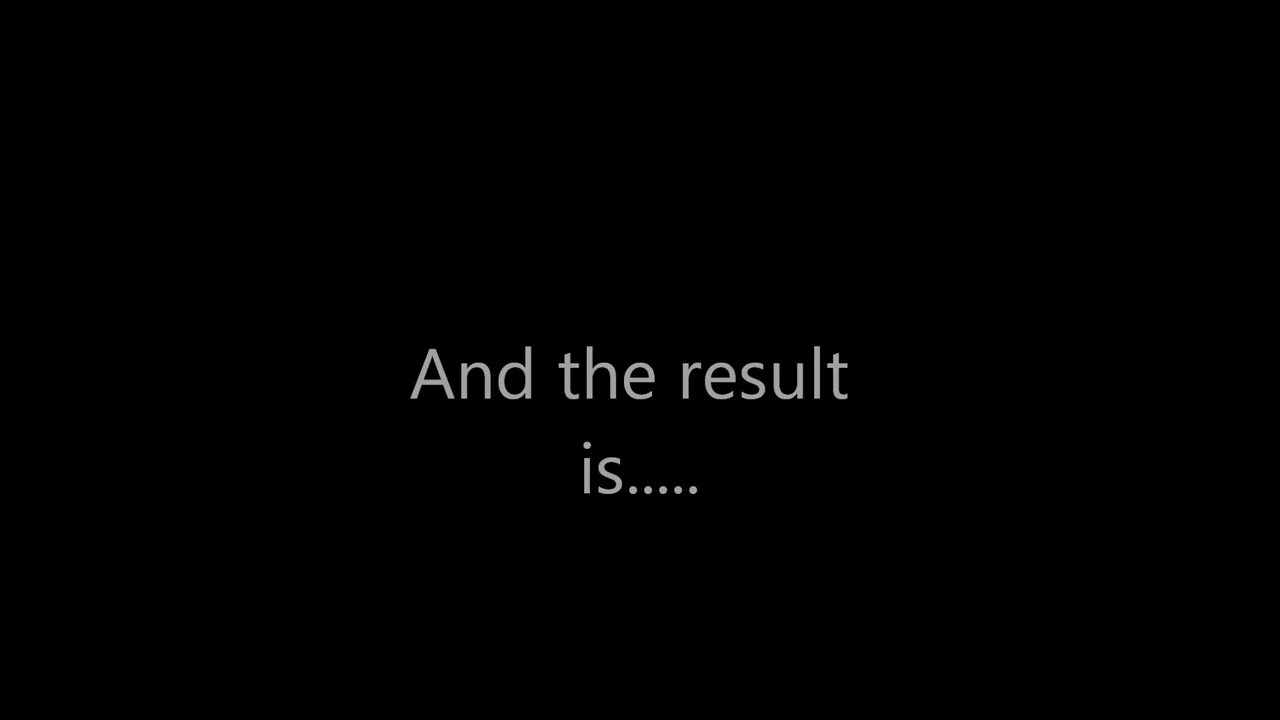 And the result
is.....